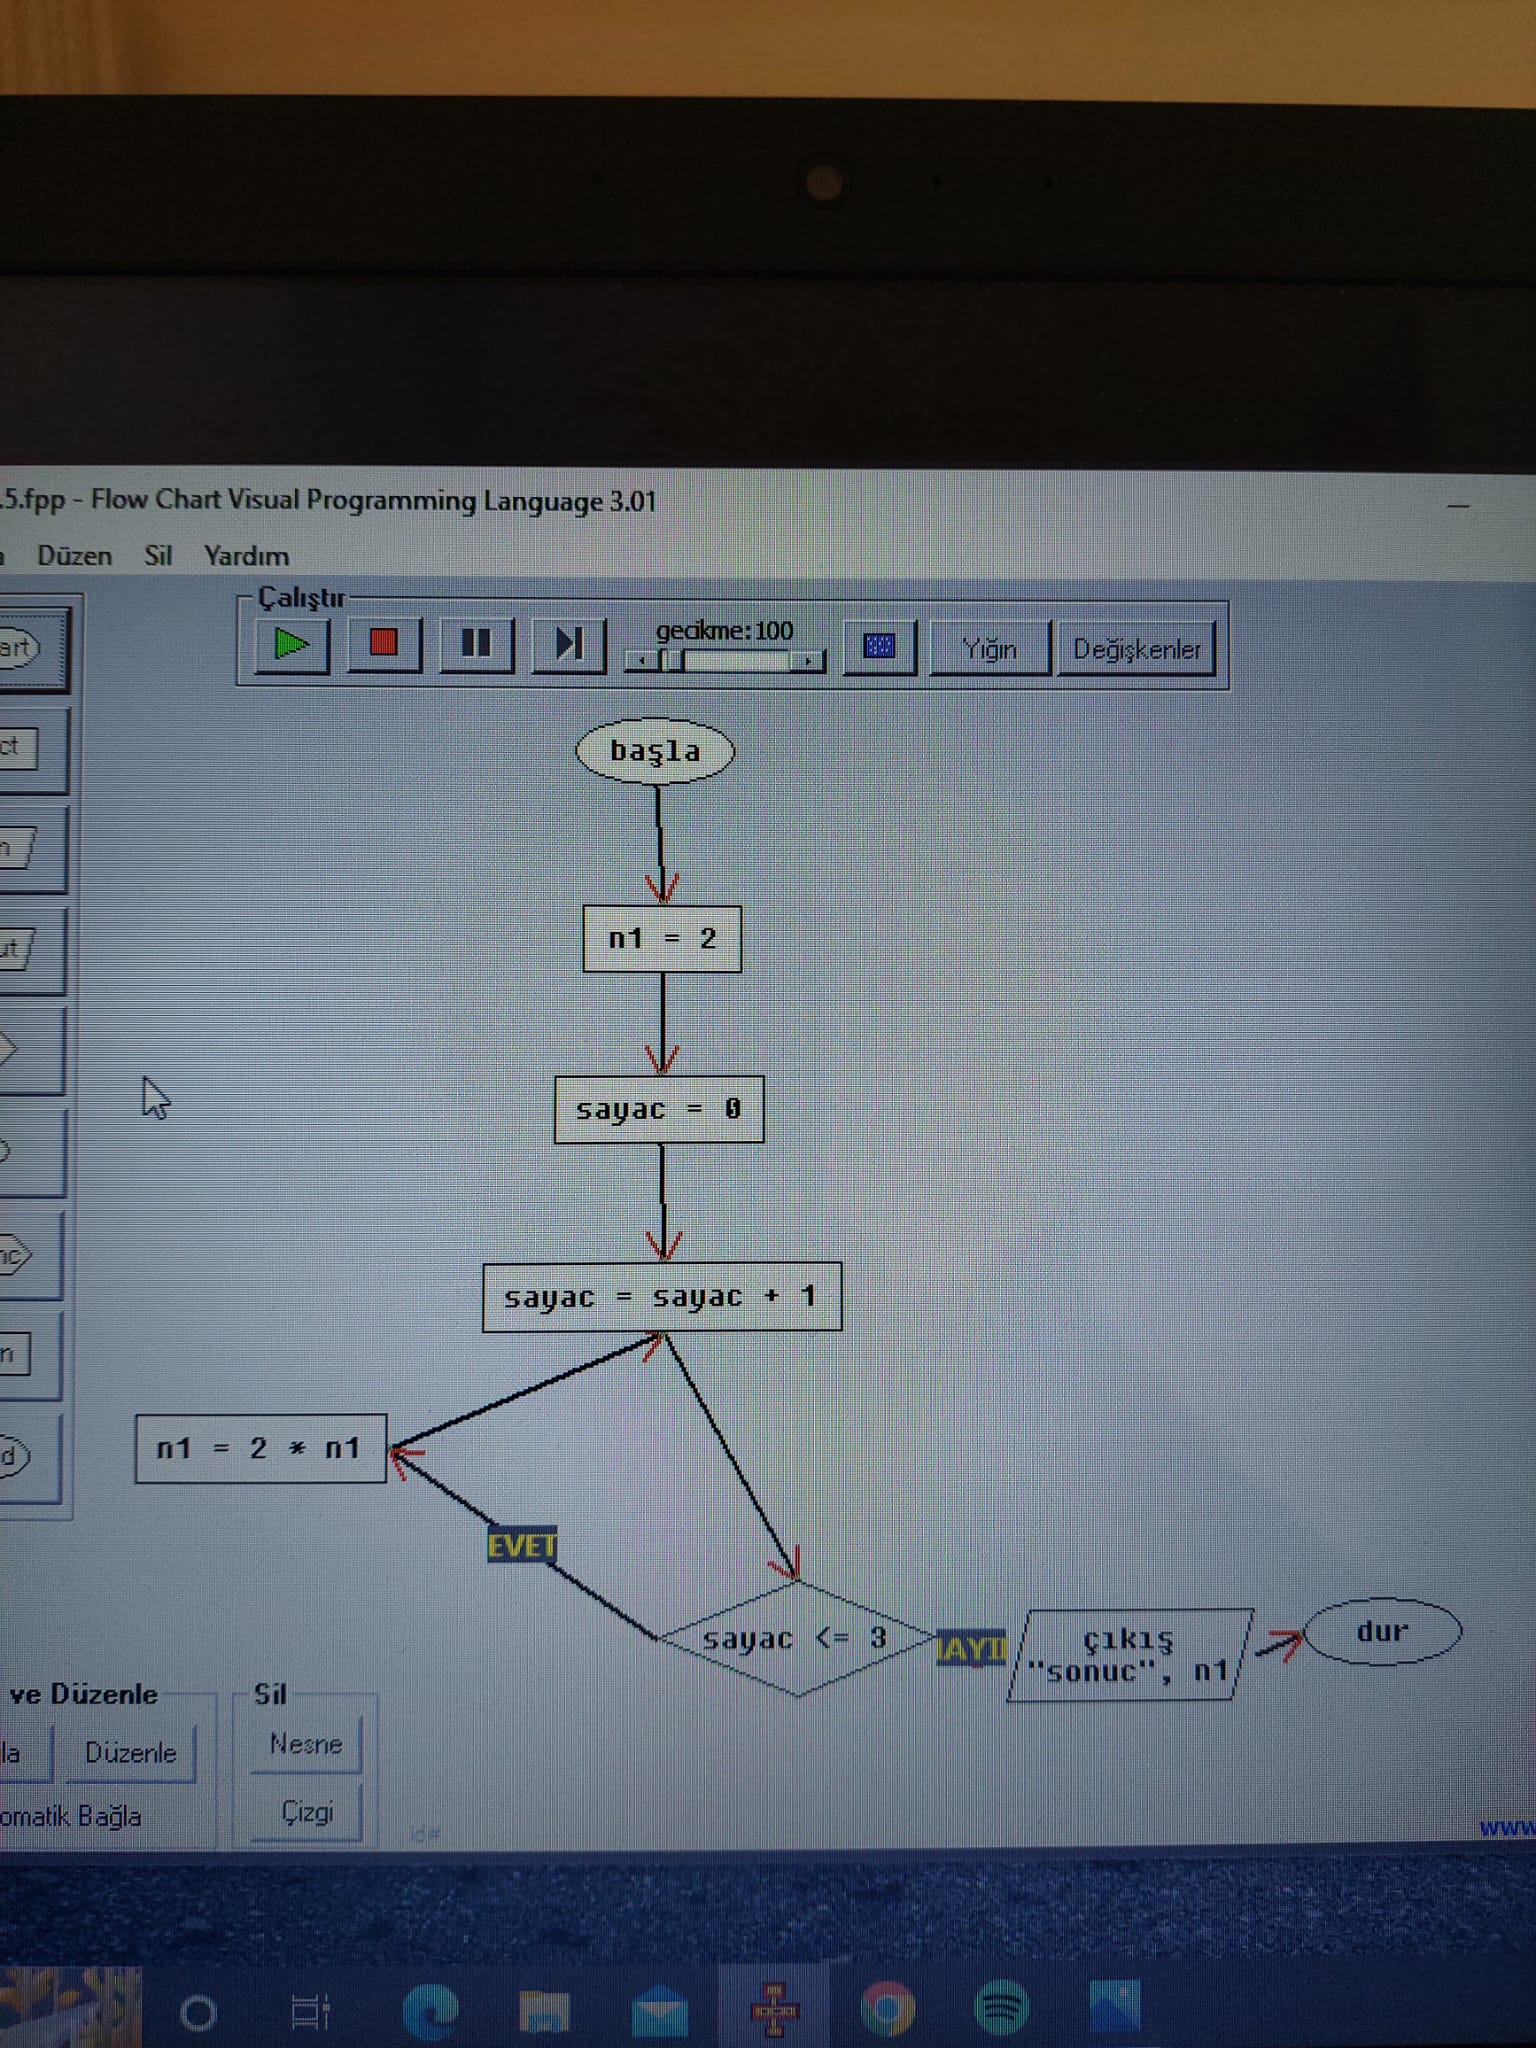 .5.fpp - Flow Chart Visual Programming Language 3.01
Düzen Sil Yardım
Çalıştır
gecikme:100
Yığın
Değişkenler
art
ct
n
ut
nc
n
d
başla
n1 = 2
sayac = 0
sayac = sayac + 1
n1 = 2 * n1
EVET
sayac <= 3
çıkış
"sonuc", n1
dur
ve Düzenle
Sil
la
Düzenle
Nesne
omatik Bağla
Çizgi
id#
www